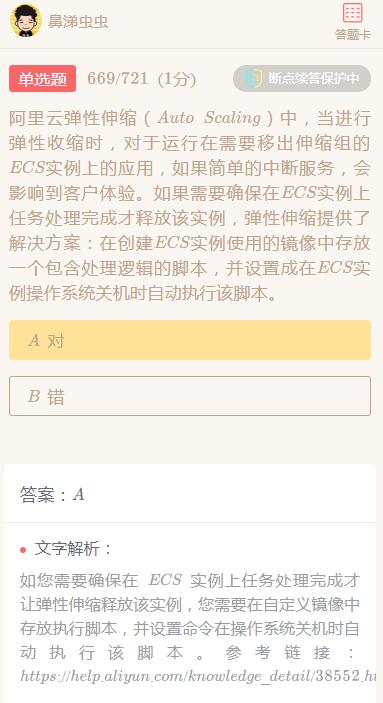 鼻涕虫虫
答题卡
单选题 669/721 (1分) 断点续答保护中
阿里云弹性伸缩(Auto Scaling)中,当进行
弹性收缩时,对于运行在需要移出伸缩组的
ECS实例上的应用,如果简单的中断服务,会
影响到客户体验。如果需要确保在ECS实例上
任务处理完成才释放该实例,弹性伸缩提供了
解决方案:在创建ECS实例使用的镜像中存放
一个包含处理逻辑的脚本,并设置成在ECS实
例操作系统关机时自动执行该脚本。
A 对
B 错
答案:A
文字解析:
如您需要确保在 ECS 实例上任务处理完成才
让弹性伸缩释放该实例,您需要在自定义镜像中
存放执行脚本,并设置命令在操作系统关机时自
动执行该脚本。参考链接:
https://help.aliyun.com/knowledge_detail/38552.ht